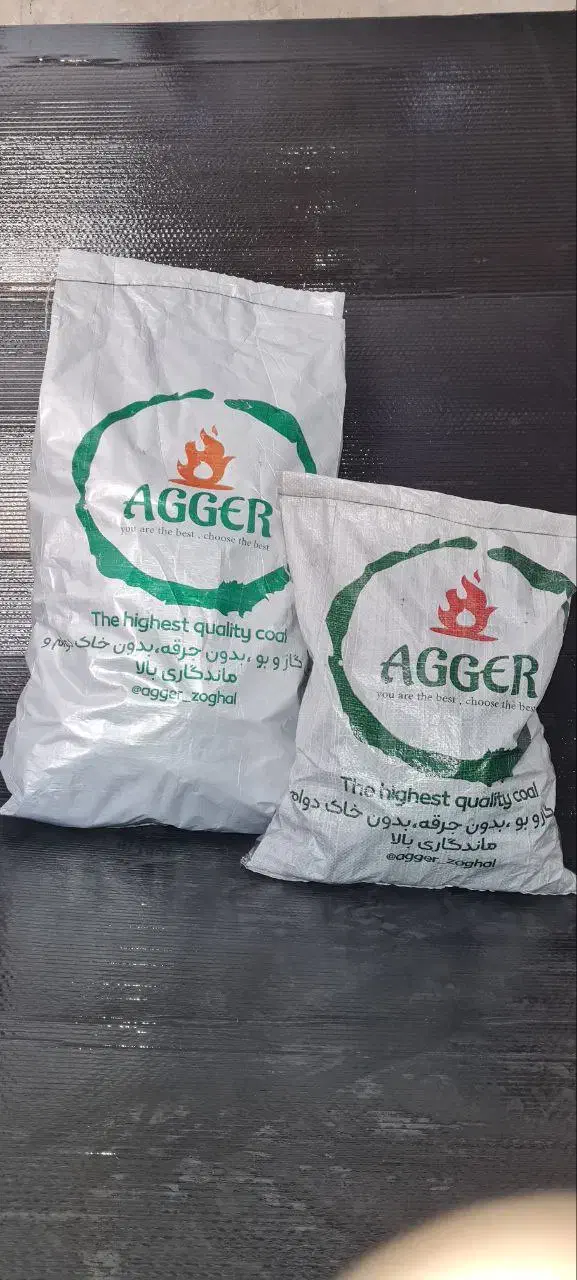 AGGER
you are the best , choose the best
The highest quality coal
گاز و بو ،بدون جرقه،بدون خاک دوام و
ماندگاری بالا
@agger_zoghal
AGGER
you are the best , choose the best
The highest quality coal
و بو ،بدون جرقه،بدون خاک دوام
ماندگاری بالا
@agger_zoghal